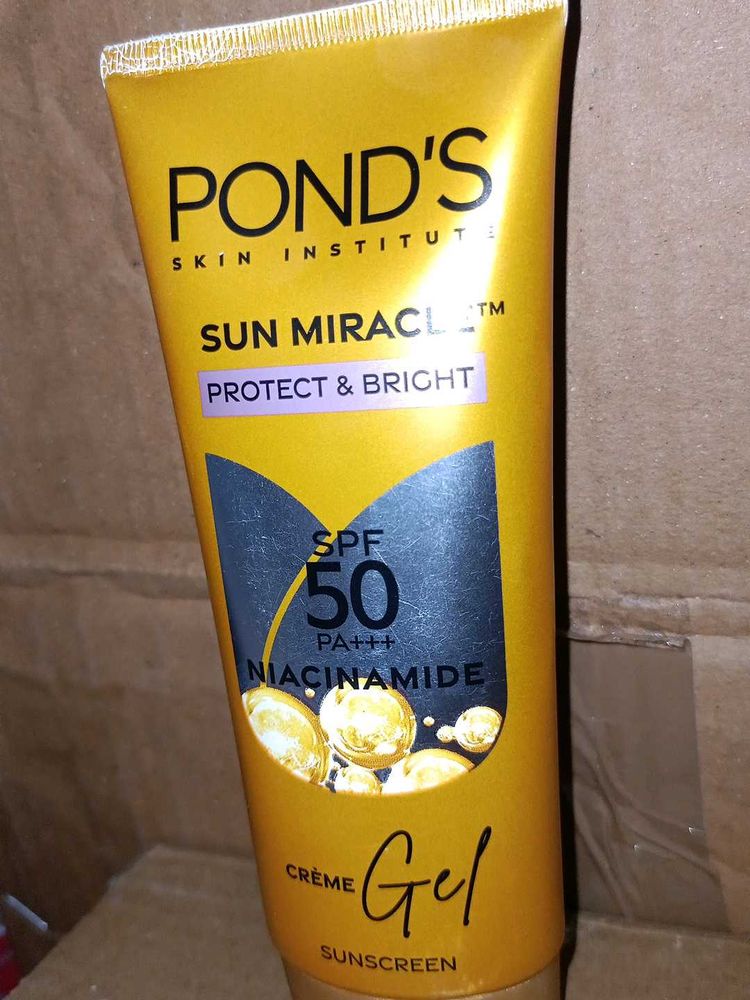 POND'S
SKIN INSTITUTE
SUN MIRACLE™
PROTECT & BRIGHT
SPF
50
PA+++
NIACINAMIDE
CRÈME Gel
SUNSCREEN